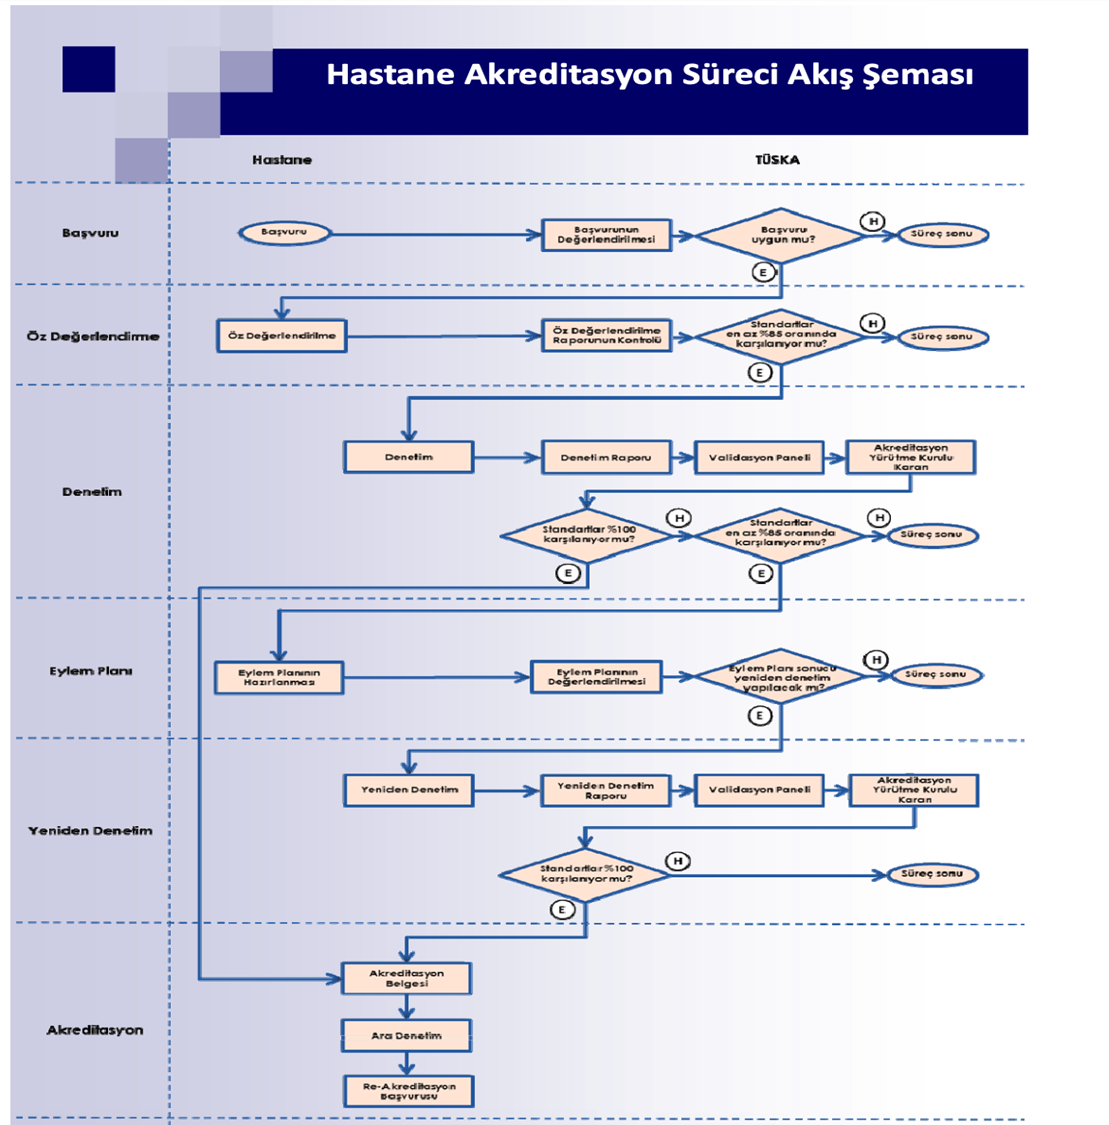 Hastane Akreditasyon Süreci Akış Şeması
Hastane
TÜSKA
Başvuru
Başvuru
Başvurunun
Değerlendirilmesi
Başvuru
uygun mu?
H
Süreç sonu
E
Öz Değerlendirme
Öz Değerlendirilme
Öz Değerlendirilme
Raporunun Kontrolü
Standartlar
en az %85 oranında
karşılanıyor mu?
H
Süreç sonu
E
Denetim
Denetim
Denetim Raporu
Validasyon Paneli
Akreditasyon
Yürütme Kurulu
Kararı
Standartlar %100
karşılanıyor mu?
H
Standartlar
en az %85 oranında
karşılanıyor mu?
H
Süreç sonu
E
E
Eylem Planı
Eylem Planının
Hazırlanması
Eylem Planının
Değerlendirilmesi
Eylem Planı sonucu
yeniden denetim
yapılacak mı?
H
Süreç sonu
E
Yeniden Denetim
Yeniden Denetim
Yeniden Denetim
Raporu
Validasyon Paneli
Akreditasyon
Yürütme Kurulu
Kararı
Standartlar %100
karşılanıyor mu?
H
Süreç sonu
E
Akreditasyon
Akreditasyon
Belgesi
Ara Denetim
Re-Akreditasyon
Başvurusu